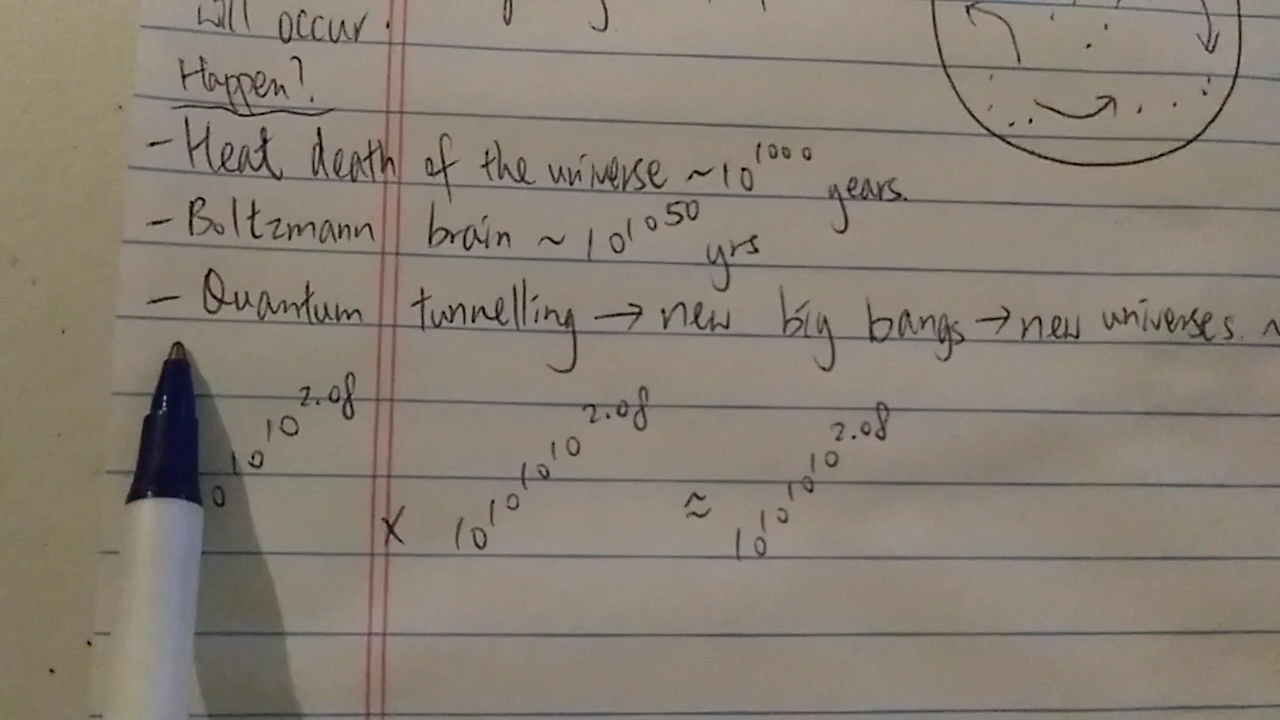 will occur.
Happen?
- Heat death of the universe ~10^1000 years.
- Boltzmann brain ~ 10^10^50 yrs
- Quantum tunnelling → new big bangs → new universes. ~
0^10^10^2.08 × 10^10^10^10^2.08 ≈ 10^10^10^10^2.08